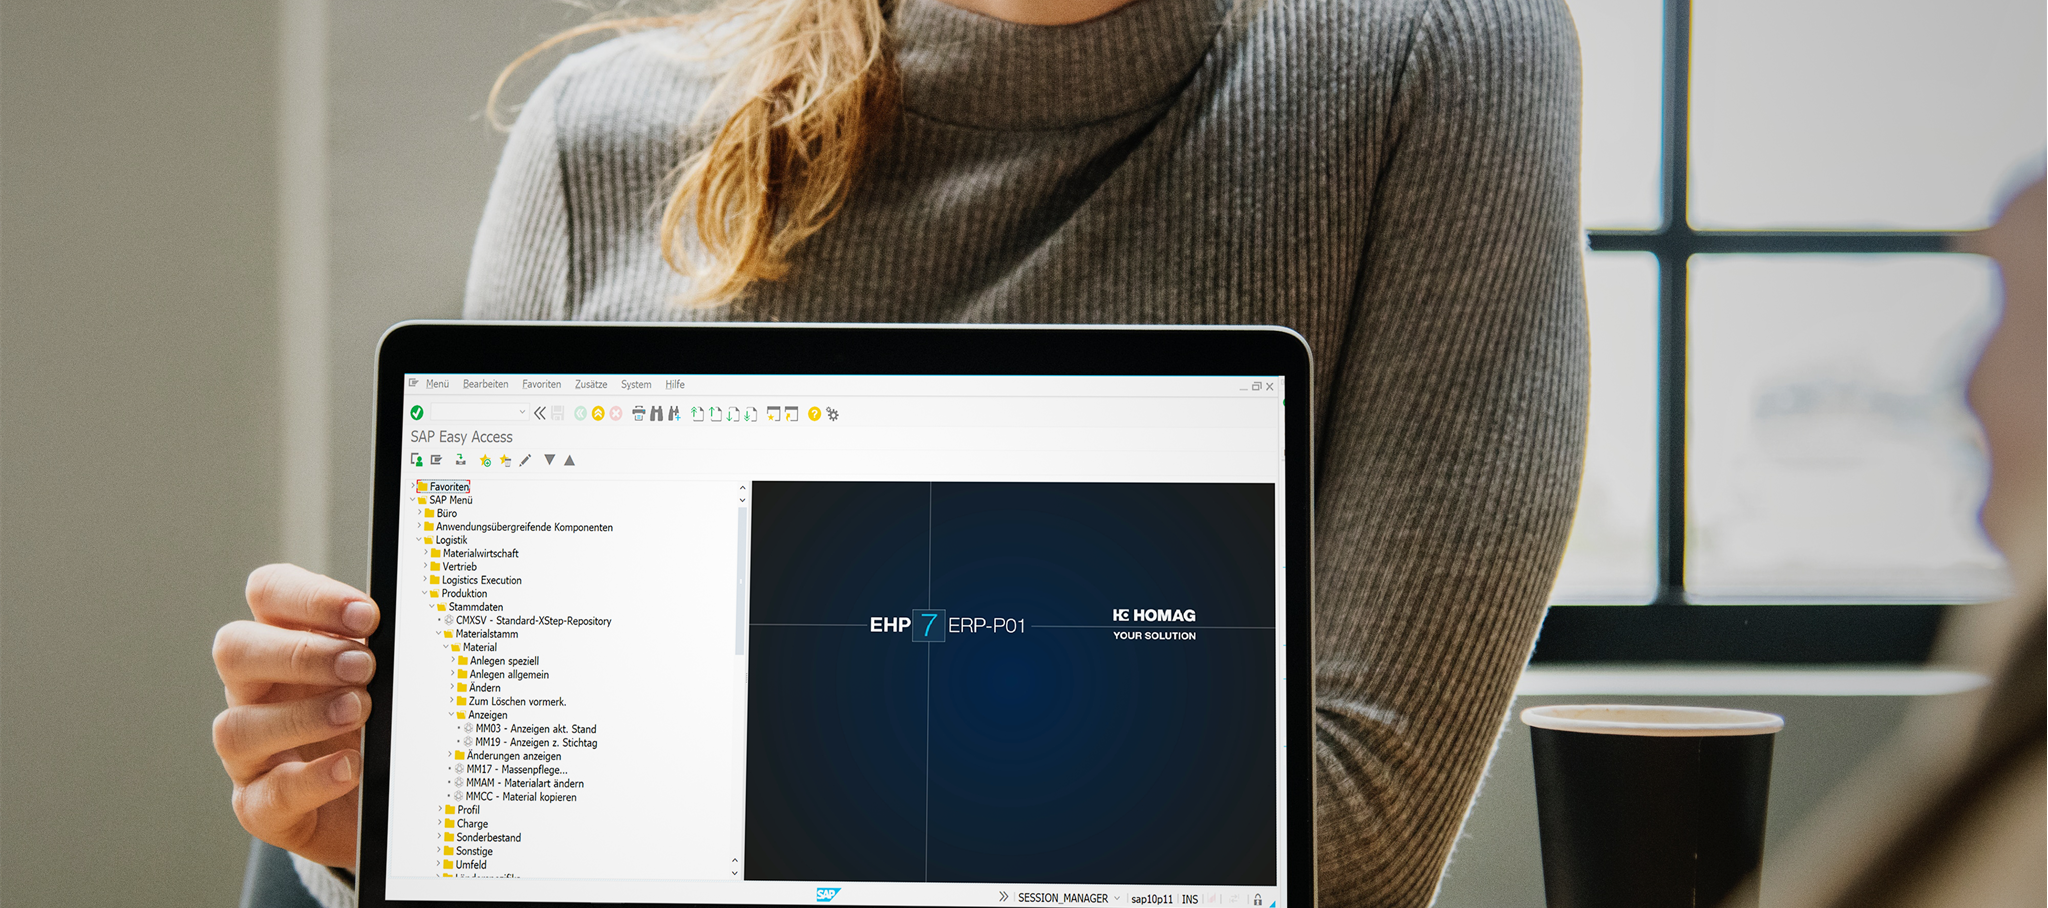 Menü Bearbeiten Favoriten Zusätze System Hilfe
SAP Easy Access
Favoriten
SAP Menü
Büro
Anwendungsübergreifende Komponenten
Logistik
Materialwirtschaft
Vertrieb
Logistics Execution
Produktion
Stammdaten
CMXSV - Standard-XStep-Repository
Materialstamm
Material
Anlegen speziell
Anlegen allgemein
Ändern
Zum Löschen vormerk.
Anzeigen
MM03 - Anzeigen akt. Stand
MM19 - Anzeigen z. Stichtag
Änderungen anzeigen
MM17 - Massenpflege...
MMAM - Materialart ändern
MMCC - Material kopieren
Profil
Charge
Sonderbestand
Sonstige
Umfeld
EHP 7 ERP-P01
HOMAG
YOUR SOLUTION
SAP
SESSION_MANAGER sap10p11 INS